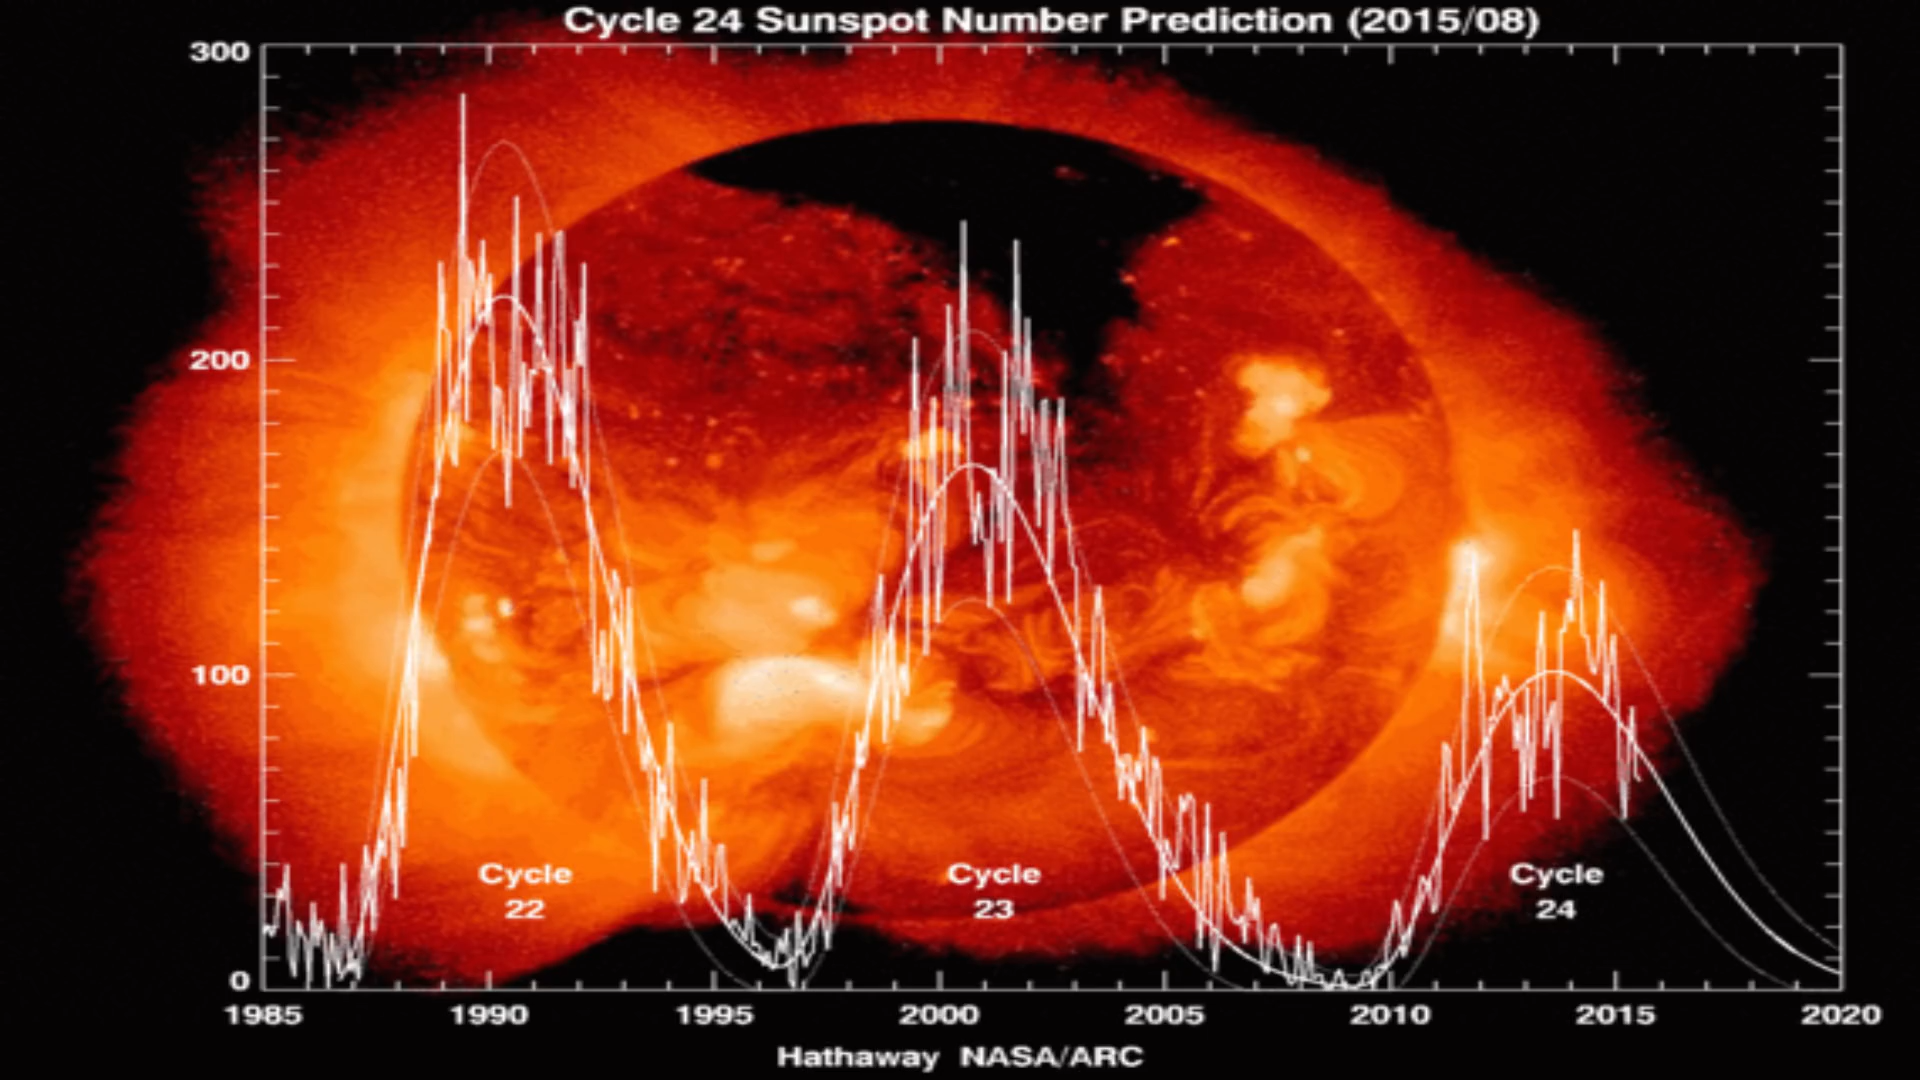 Cycle 24 Sunspot Number Prediction (2015/08)
300
200
100
0
Cycle
22
Cycle
23
Cycle
24
1985 1990 1995 2000 2005 2010 2015 2020
Hathaway NASA/ARC